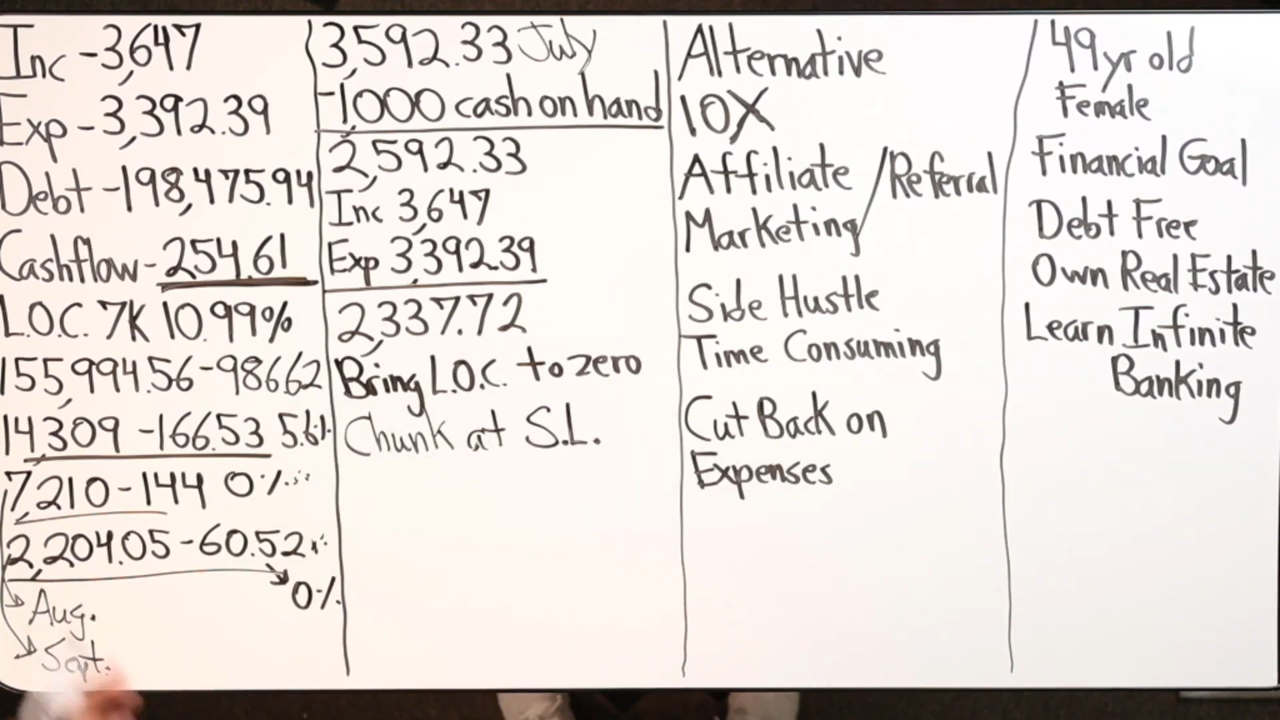 Inc -3,647
Exp - 3,392.39
Debt -198,475.94
Cashflow - 254.61
L.O.C. 7K 10.99%
155,994.56 - 986.62
14,309 -166.53 5.6%
7,210 - 144 0%
2,204.05 - 60.52
0%
Aug.
Sept.
3,592.33 July
-1,000 cash on hand
2,592.33
Inc 3,647
Exp 3,392.39
2,337.72
Bring L.O.C. to zero
Chunk at S.L.
Alternative
10X
Affiliate / Referral
Marketing
Side Hustle
Time Consuming
Cut Back on
Expenses
49 yr old
Female
Financial Goal
Debt Free
Own Real Estate
Learn Infinite
Banking